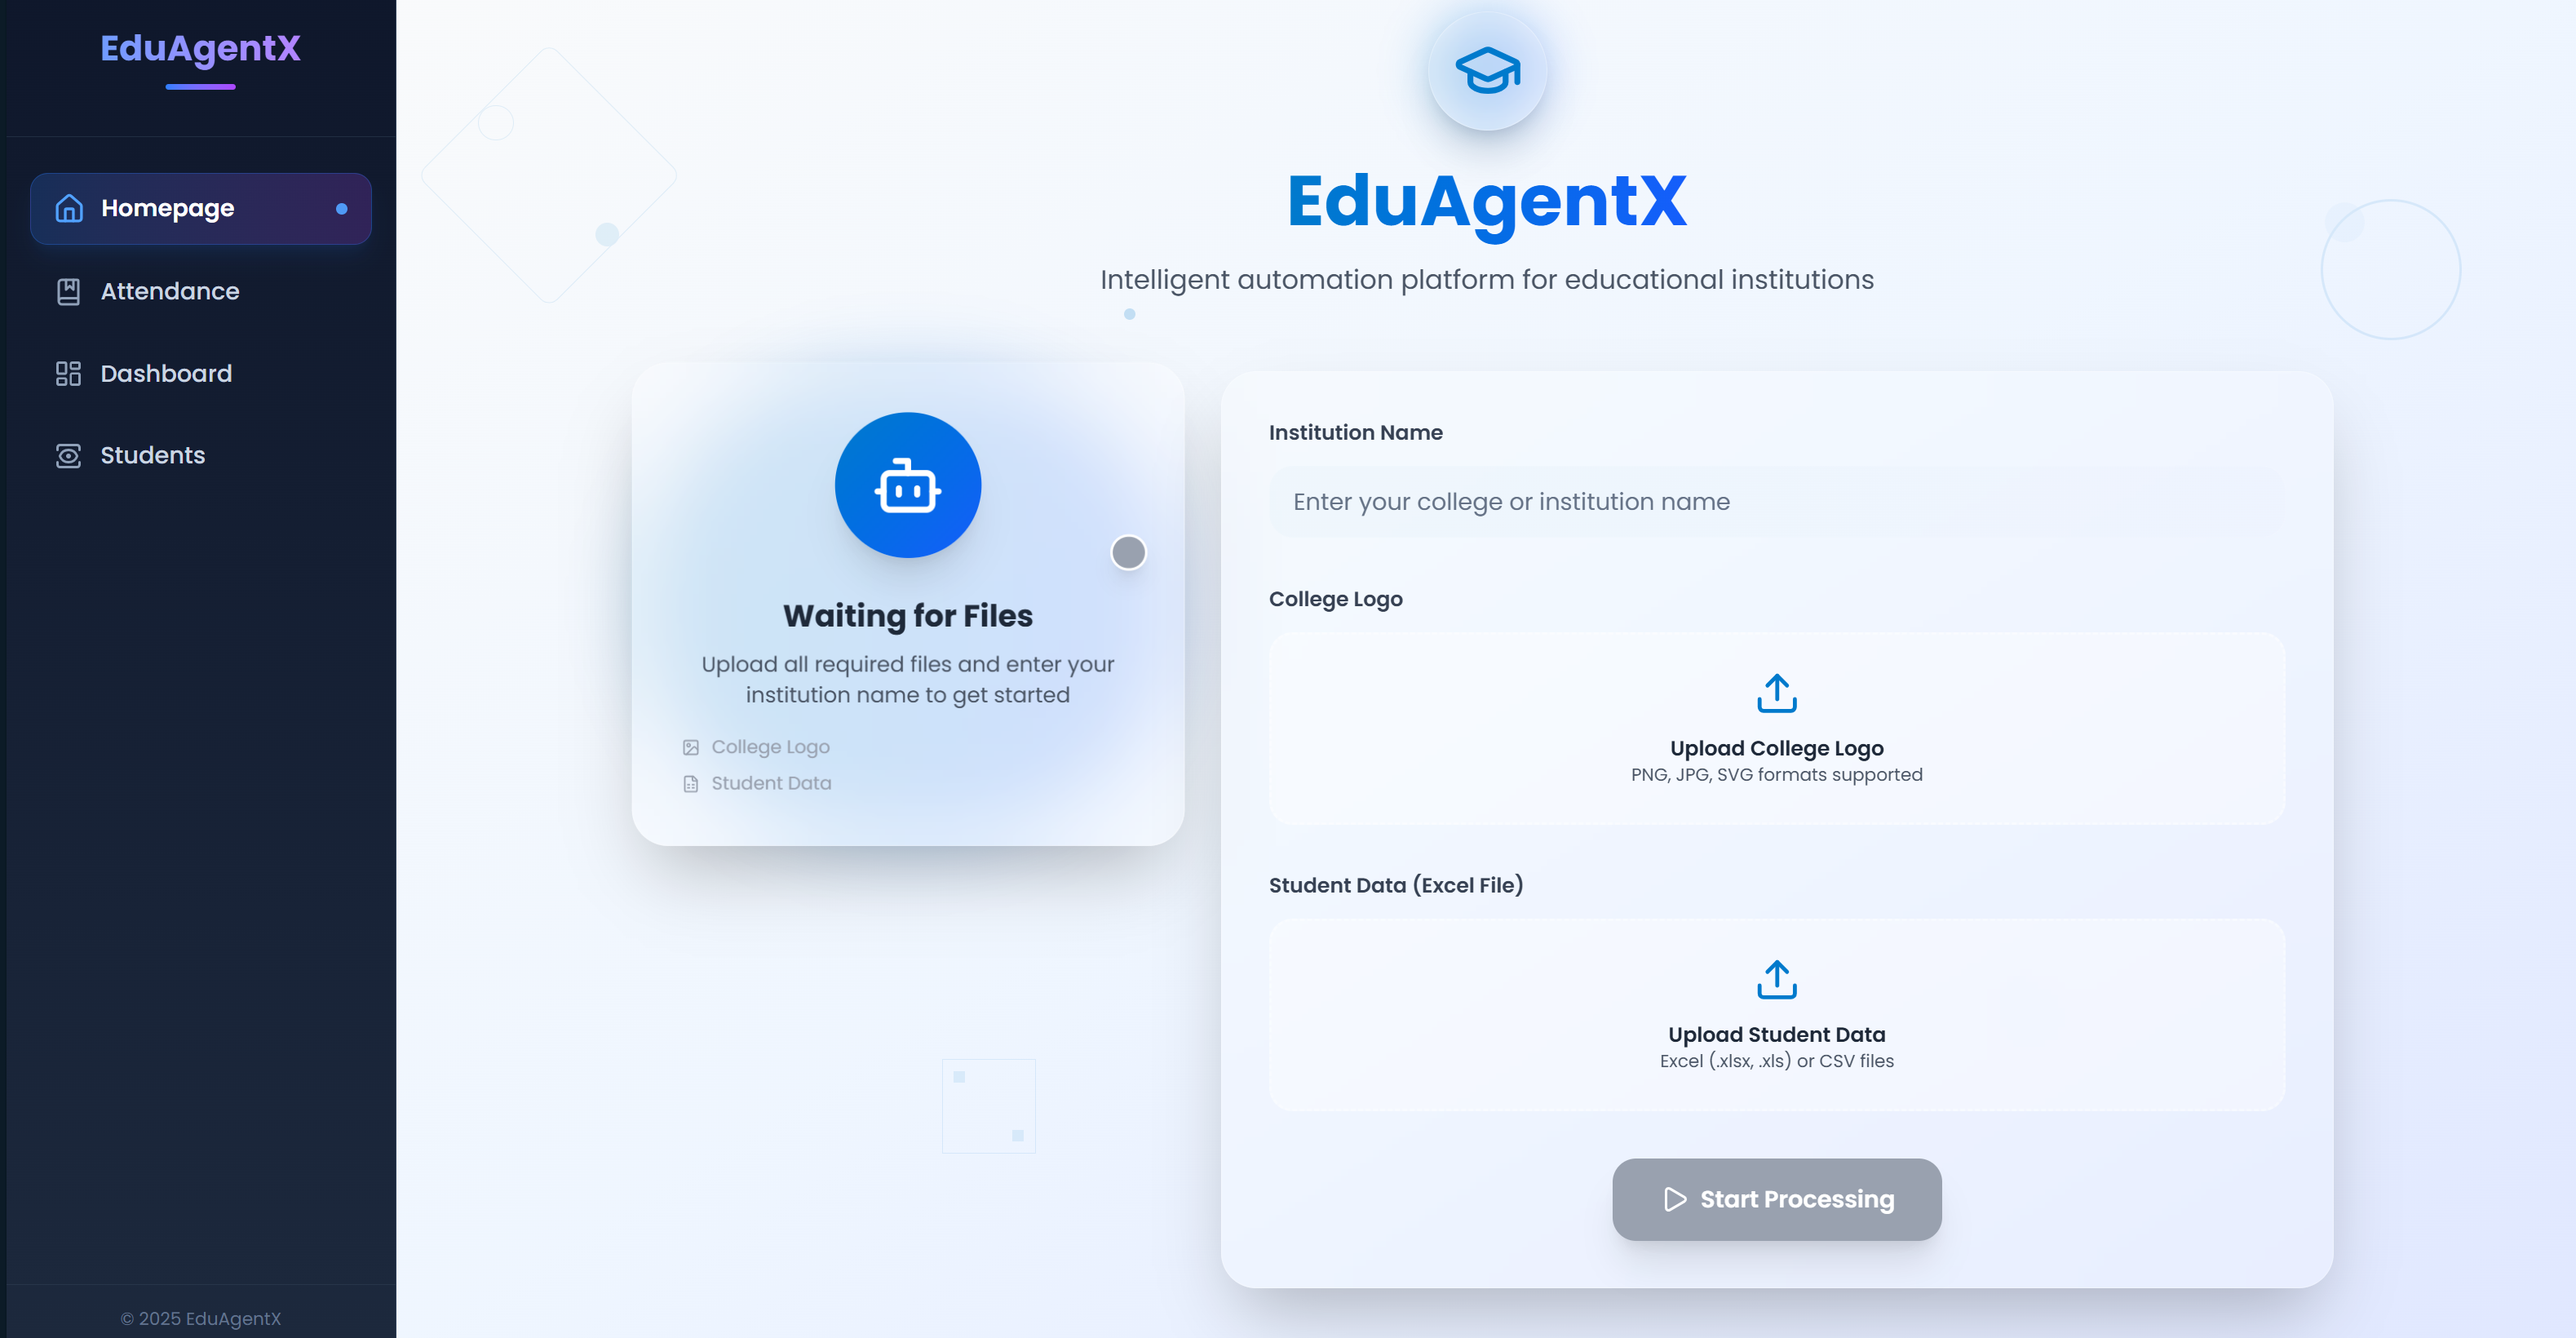 EduAgentX
Homepage
Attendance
Dashboard
Students
© 2025 EduAgentX
EduAgentX
Intelligent automation platform for educational institutions
Waiting for Files
Upload all required files and enter your
institution name to get started
College Logo
Student Data
Institution Name
Enter your college or institution name
College Logo
Upload College Logo
PNG, JPG, SVG formats supported
Student Data (Excel File)
Upload Student Data
Excel (.xlsx, .xls) or CSV files
Start Processing